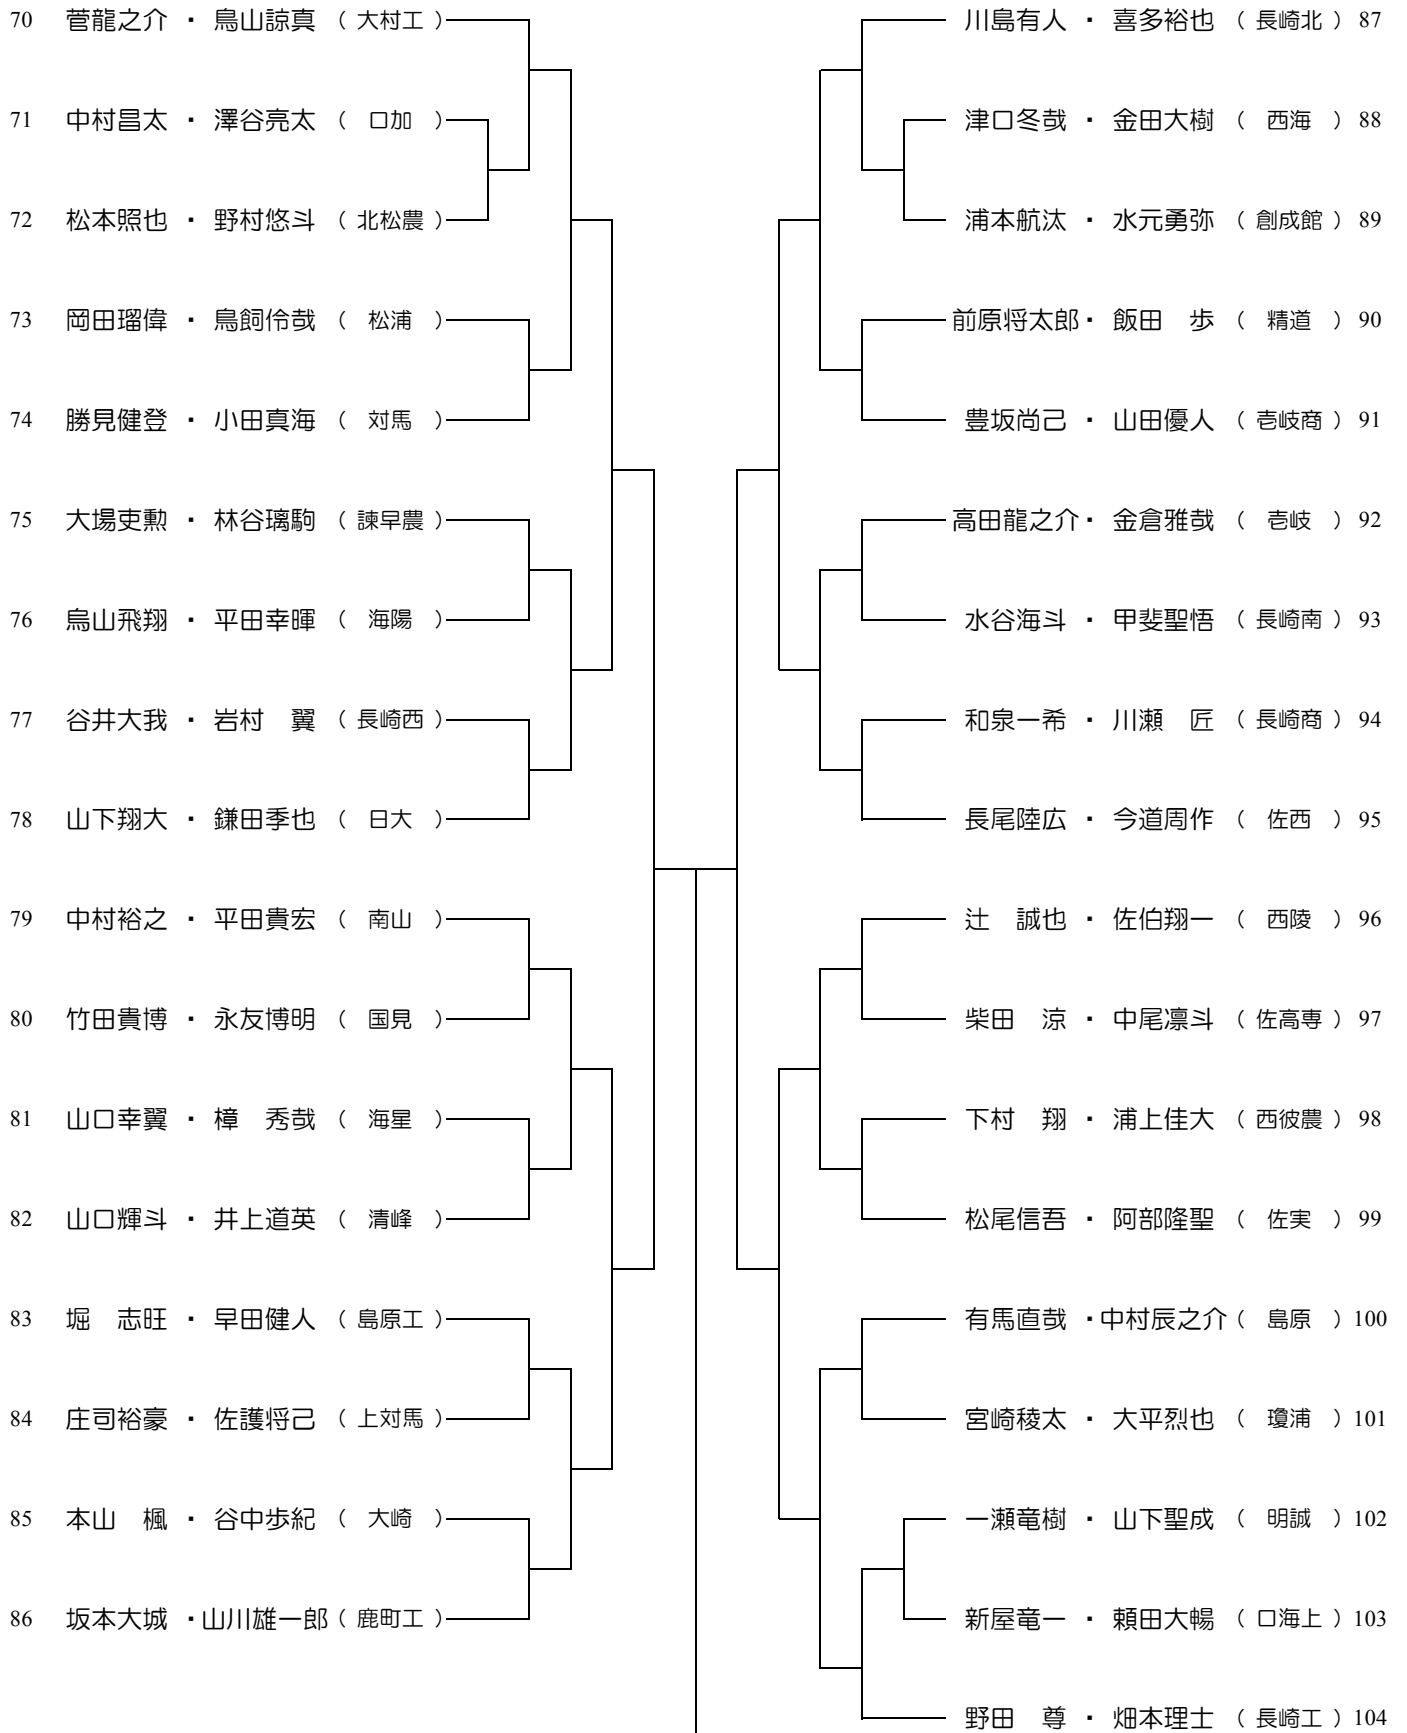 70 菅龍之介 ・ 鳥山諒真 ( 大村工 )
71 中村昌太 ・ 澤谷亮太 ( 口加 )
72 松本照也 ・ 野村悠斗 ( 北松農 )
73 岡田瑠偉 ・ 鳥飼伶哉 ( 松浦 )
74 勝見健登 ・ 小田真海 ( 対馬 )
75 大場吏勲 ・ 林谷璃駒 ( 諫早農 )
76 烏山飛翔 ・ 平田幸暉 ( 海陽 )
77 谷井大我 ・ 岩村 翼 ( 長崎西 )
78 山下翔大 ・ 鎌田季也 ( 日大 )
79 中村裕之 ・ 平田貴宏 ( 南山 )
80 竹田貴博 ・ 永友博明 ( 国見 )
81 山口幸翼 ・ 樟 秀哉 ( 海星 )
82 山口輝斗 ・ 井上道英 ( 清峰 )
83 堀 志旺 ・ 早田健人 ( 島原工 )
84 庄司裕豪 ・ 佐護将己 ( 上対馬 )
85 本山 楓 ・ 谷中歩紀 ( 大崎 )
86 坂本大城 ・山川雄一郎 ( 鹿町工 )
川島有人 ・ 喜多裕也 ( 長崎北 ) 87
津口冬哉 ・ 金田大樹 ( 西海 ) 88
浦本航汰 ・ 水元勇弥 ( 創成館 ) 89
前原将太郎・ 飯田 歩 ( 精道 ) 90
豊坂尚己 ・ 山田優人 ( 壱岐商 ) 91
高田龍之介・ 金倉雅哉 ( 壱岐 ) 92
水谷海斗 ・ 甲斐聖悟 ( 長崎南 ) 93
和泉一希 ・ 川瀬 匠 ( 長崎商 ) 94
長尾陸広 ・ 今道周作 ( 佐西 ) 95
辻 誠也 ・ 佐伯翔一 ( 西陵 ) 96
柴田 涼 ・ 中尾凛斗 ( 佐高専 ) 97
下村 翔 ・ 浦上佳大 ( 西彼農 ) 98
松尾信吾 ・ 阿部隆聖 ( 佐実 ) 99
有馬直哉 ・中村辰之介 ( 島原 ) 100
宮崎稜太 ・ 大平烈也 ( 瓊浦 ) 101
一瀬竜樹 ・ 山下聖成 ( 明誠 ) 102
新屋竜一 ・ 頼田大暢 ( 口海上 ) 103
野田 尊 ・ 畑本理士 ( 長崎工 ) 104